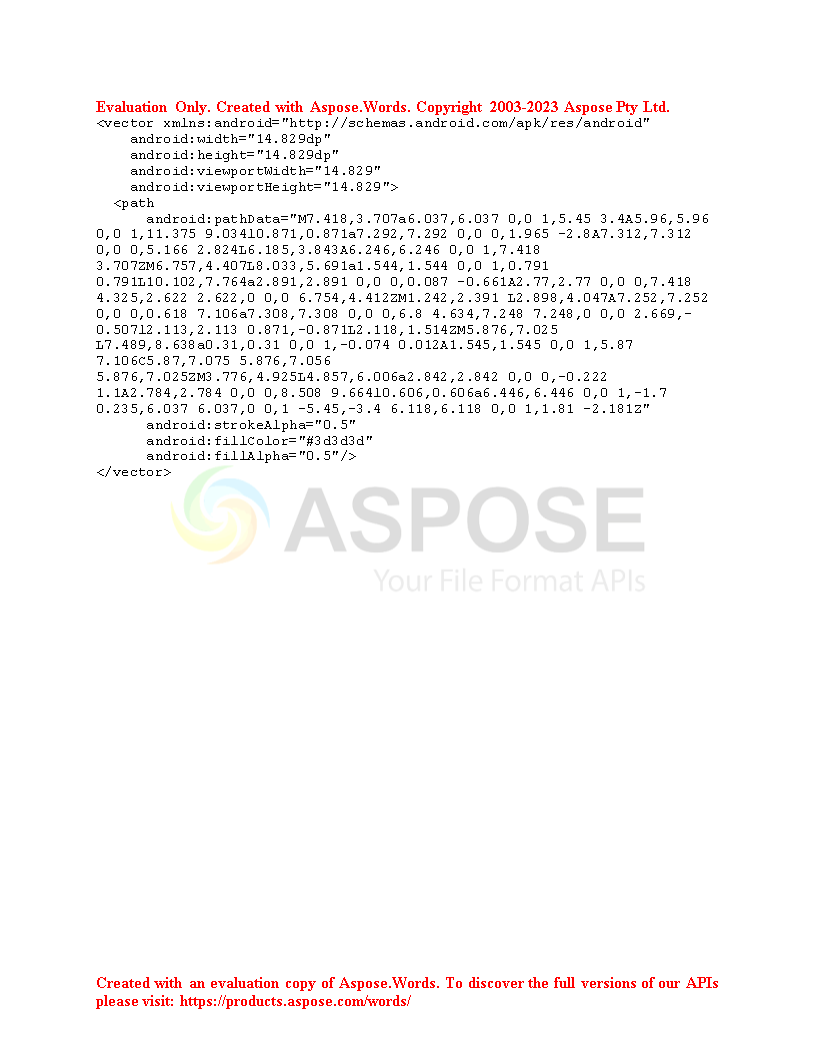 Evaluation Only. Created with Aspose.Words. Copyright 2003-2023 Aspose Pty Ltd.
<vector xmlns:android="http://schemas.android.com/apk/res/android"
    android:width="14.829dp"
    android:height="14.829dp"
    android:viewportWidth="14.829"
    android:viewportHeight="14.829">
  <path
      android:pathData="M7.418,3.707a6.037,6.037 0,0 1,5.45 3.4A5.96,5.96
0,0 1,11.375 9.034l0.871,0.871a7.292,7.292 0,0 0,1.965 -2.8A7.312,7.312
0,0 0,5.166 2.824L6.185,3.843A6.246,6.246 0,0 1,7.418
3.707ZM6.757,4.407L8.033,5.691a1.544,1.544 0,0 1,0.791
0.791L10.102,7.764a2.891,2.891 0,0 0,0.087 -0.661A2.77,2.77 0,0 0,7.418
4.325,2.622 2.622,0 0,0 6.754,4.412ZM1.242,2.391 L2.898,4.047A7.252,7.252
0,0 0,0.618 7.106a7.308,7.308 0,0 0,6.8 4.634,7.248 7.248,0 0,0 2.669,-
0.507l2.113,2.113 0.871,-0.871L2.118,1.514ZM5.876,7.025
L7.489,8.638a0.31,0.31 0,0 1,-0.074 0.012A1.545,1.545 0,0 1,5.87
7.106C5.87,7.075 5.876,7.056
5.876,7.025ZM3.776,4.925L4.857,6.006a2.842,2.842 0,0 0,-0.222
1.1A2.784,2.784 0,0 0,8.508 9.664l0.606,0.606a6.446,6.446 0,0 1,-1.7
0.235,6.037 6.037,0 0,1 -5.45,-3.4 6.118,6.118 0,0 1,1.81 -2.181Z"
      android:strokeAlpha="0.5"
      android:fillColor="#3d3d3d"
      android:fillAlpha="0.5"/>
</vector>
ASPOSE
Your File Format APIs
Created with an evaluation copy of Aspose.Words. To discover the full versions of our APIs
please visit: https://products.aspose.com/words/